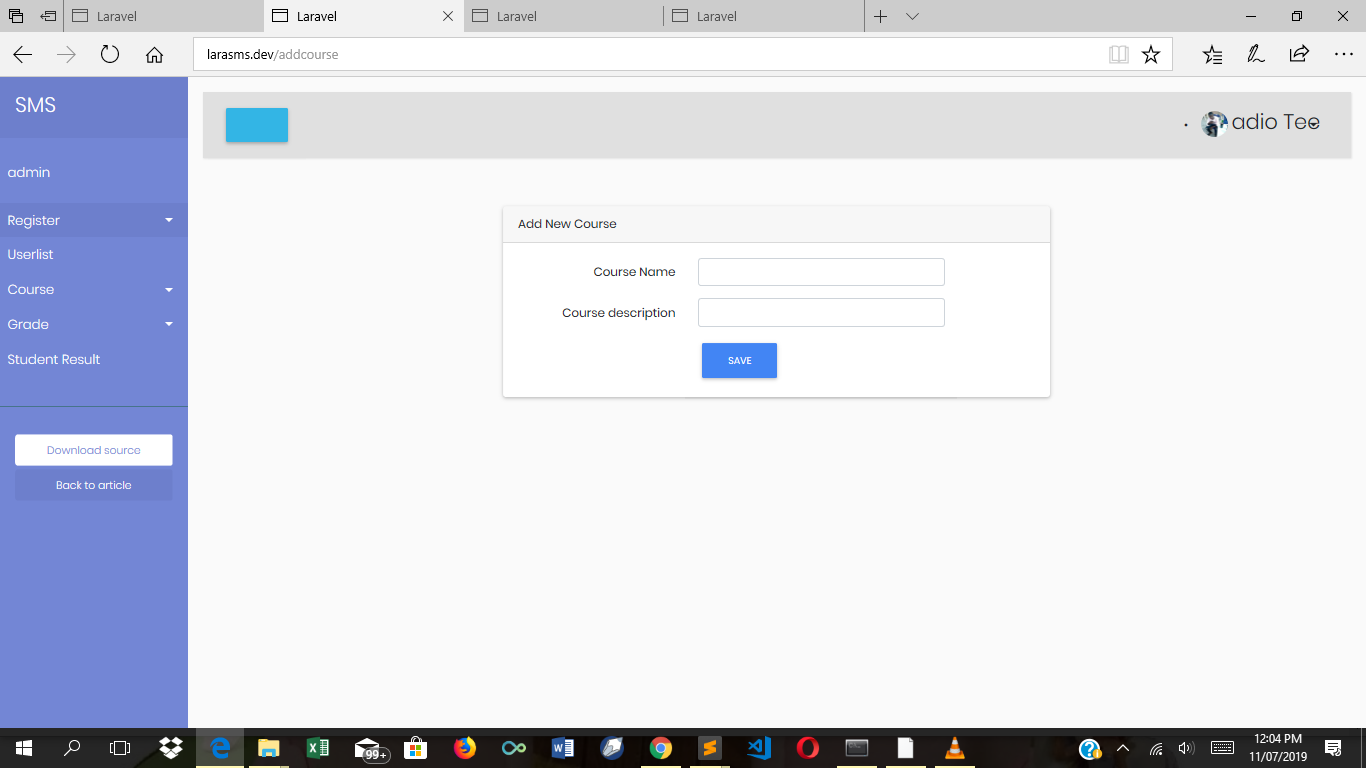 Laravel
Laravel
Laravel
Laravel
larasms.dev/addcourse
SMS
adio Tee
admin
Register
Userlist
Course
Grade
Student Result
Download source
Back to article
Add New Course
Course Name
Course description
SAVE
99+
12:04 PM
11/07/2019